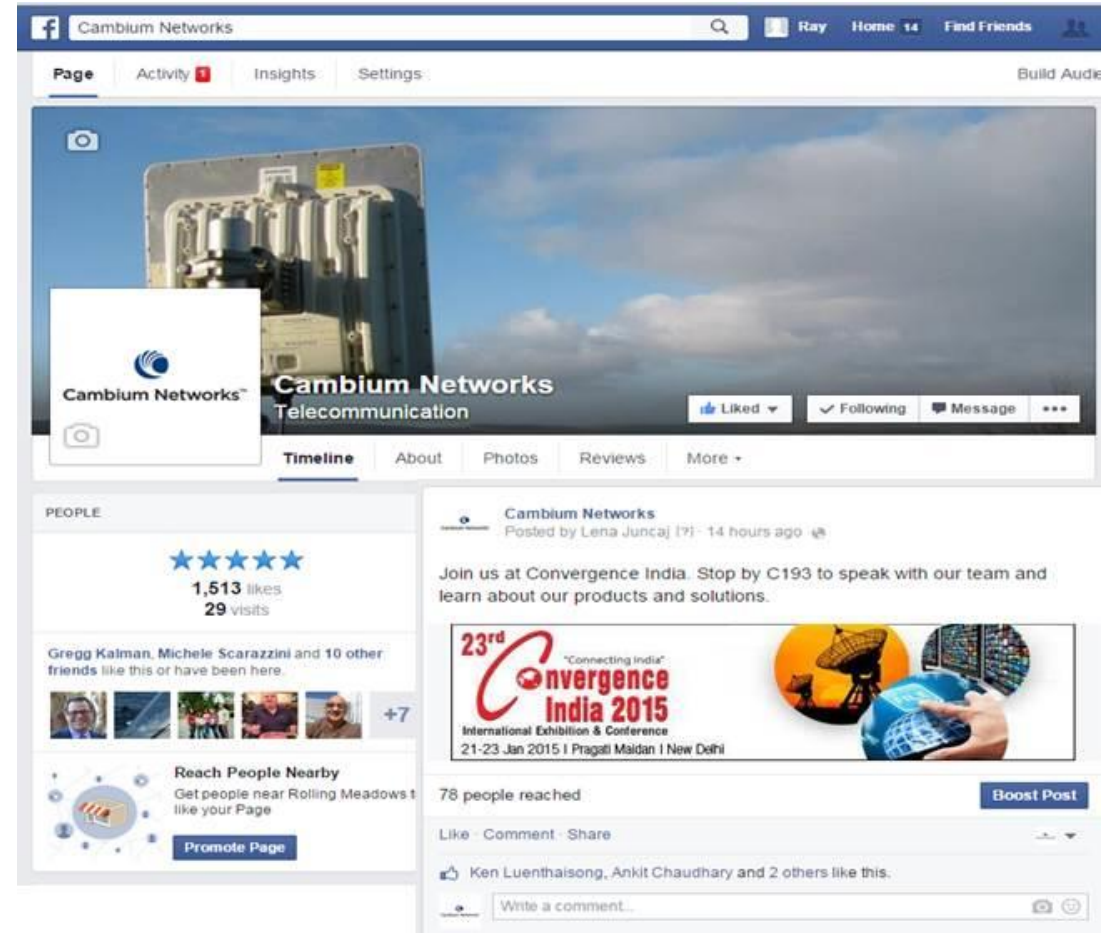 f Cambium Networks Ray Home 14 Find Friends
Page Activity 1 Insights Settings Build Audie
Cambium Networks™
Cambium Networks
Telecommunication
Liked Following Message
Timeline About Photos Reviews More
PEOPLE
1,513 likes
29 visits
Gregg Kalman, Michele Scarazzini and 10 other
friends like this or have been here.
+7
Reach People Nearby
Get people near Rolling Meadows t
like your Page
Promote Page
Cambium Networks
Posted by Lena Juncaj [?] · 14 hours ago
Join us at Convergence India. Stop by C193 to speak with our team and
learn about our products and solutions.
23rd
"Connecting India"
Convergence
India 2015
International Exhibition & Conference
21-23 Jan 2015 I Pragati Maidan I New Delhi
78 people reached
Boost Post
Like · Comment · Share
Ken Luenthaisong, Ankit Chaudhary and 2 others like this.
Write a comment...